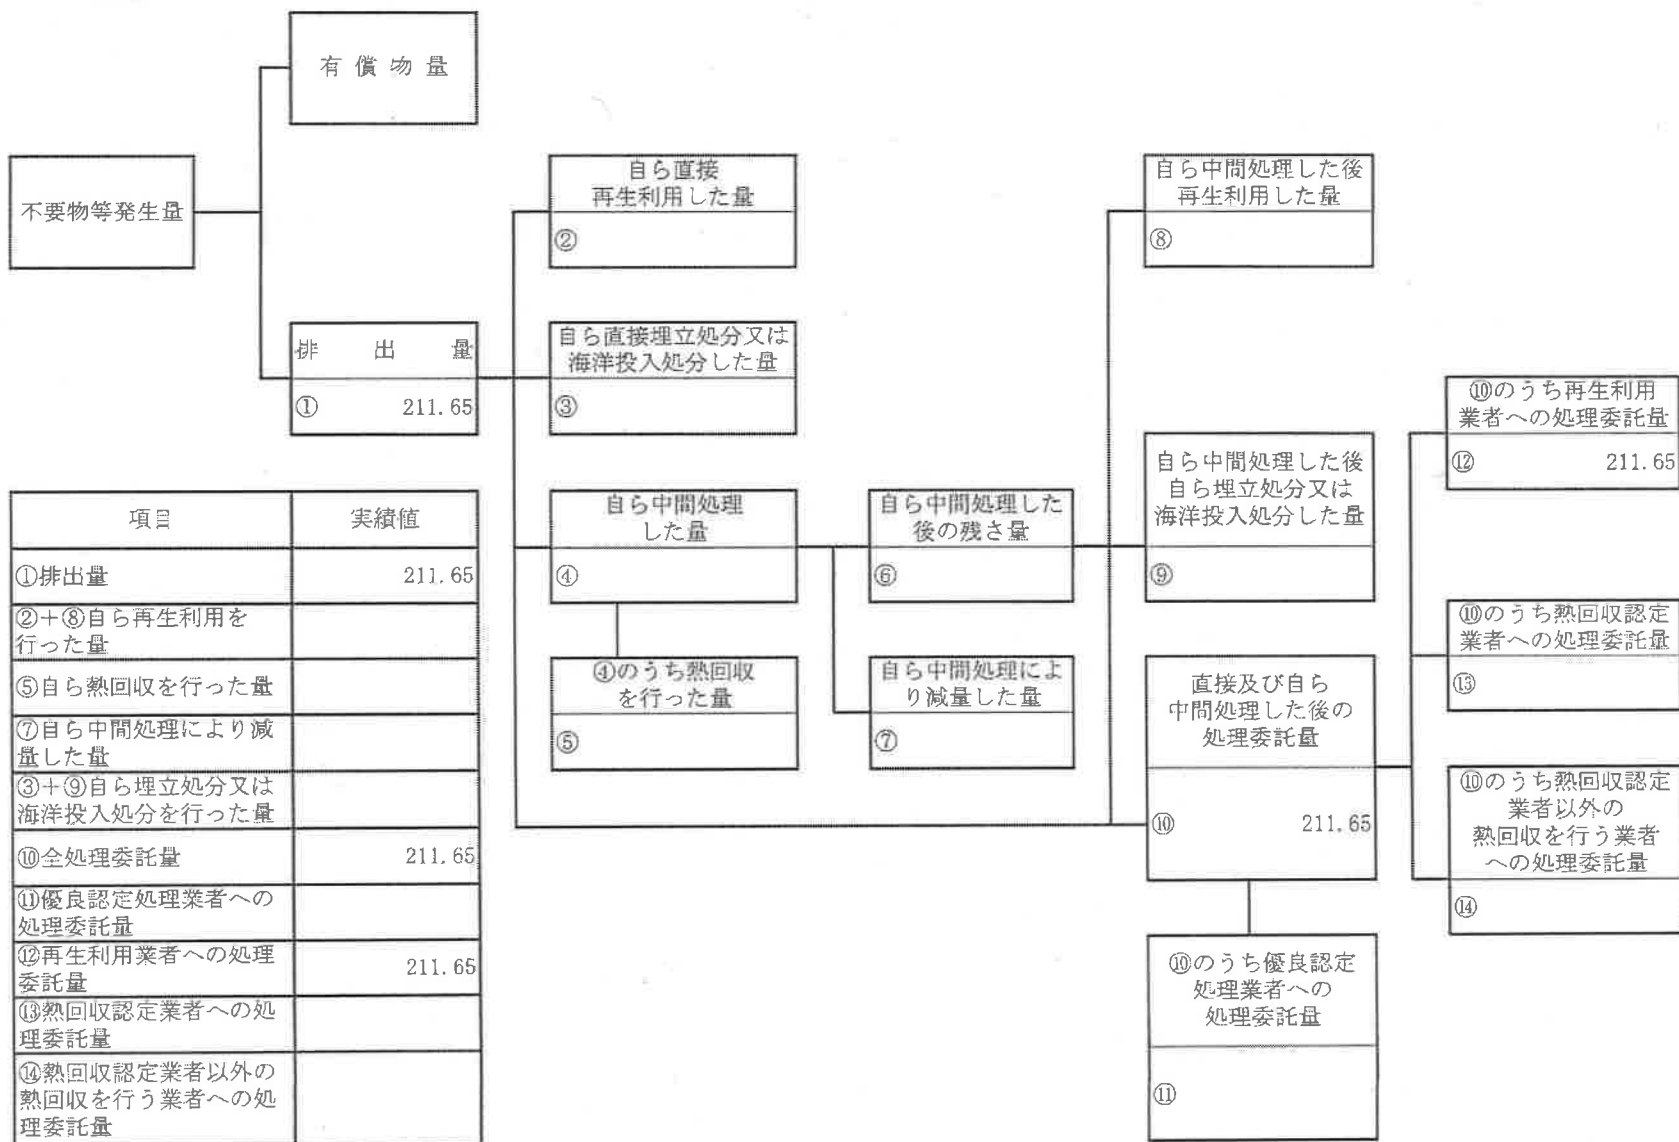 有償物量
不要物等発生量
排出量
① 211.65
自ら直接
再生利用した量
②
自ら直接埋立処分又は
海洋投入処分した量
③
自ら中間処理
した量
④
④のうち熱回収
を行った量
⑤
自ら中間処理した
後の残さ量
⑥
自ら中間処理によ
り減量した量
⑦
自ら中間処理した後
再生利用した量
⑧
自ら中間処理した後
自ら埋立処分又は
海洋投入処分した量
⑨
直接及び自ら
中間処理した後の
処理委託量
⑩ 211.65
⑩のうち優良認定
処理業者への
処理委託量
⑪
⑩のうち再生利用
業者への処理委託量
⑫ 211.65
⑩のうち熱回収認定
業者への処理委託量
⑬
⑩のうち熱回収認定
業者以外の
熱回収を行う業者
への処理委託量
⑭
項目 実績値
①排出量 211.65
②+⑧自ら再生利用を
行った量
⑤自ら熱回収を行った量
⑦自ら中間処理により減
量した量
③+⑨自ら埋立処分又は
海洋投入処分を行った量
⑩全処理委託量 211.65
⑪優良認定処理業者への
処理委託量
⑫再生利用業者への処理
委託量 211.65
⑬熱回収認定業者への処
理委託量
⑭熱回収認定業者以外の
熱回収を行う業者への処
理委託量